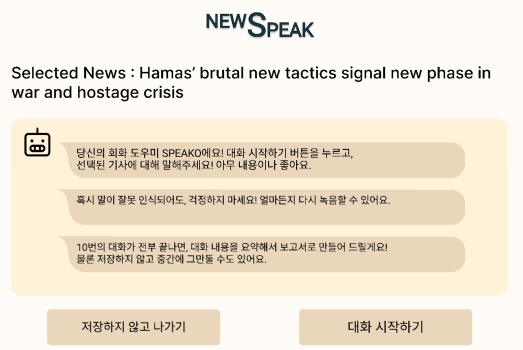 NEWSPEAK
Selected News : Hamas’ brutal new tactics signal new phase in
war and hostage crisis
당신의 회화 도우미 SPEAKO에요! 대화 시작하기 버튼을 누르고,
선택된 기사에 대해 말해주세요! 아무 내용이나 좋아요.
혹시 말이 잘못 인식되어도, 걱정하지 마세요! 얼마든지 다시 녹음할 수 있어요.
10번의 대화가 전부 끝나면, 대화 내용을 요약해서 보고서로 만들어 드릴게요!
물론 저장하지 않고 중간에 그만둘 수도 있어요.
저장하지 않고 나가기
대화 시작하기